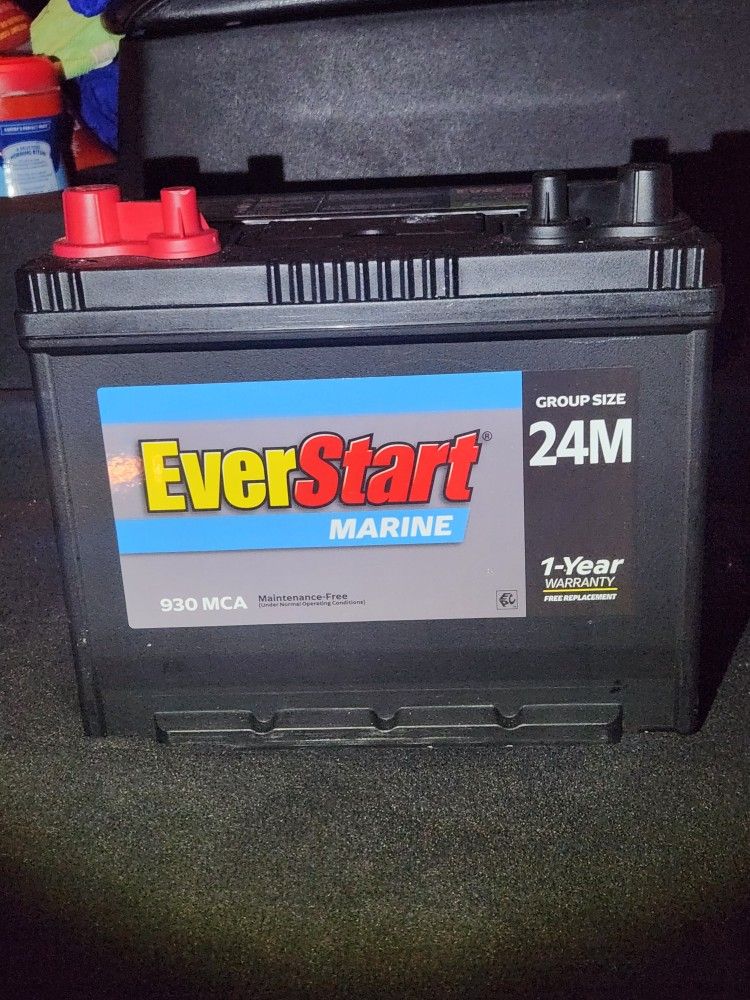 EverStart®
MARINE
930 MCA
Maintenance-Free
(Under Normal Operating Conditions)
GROUP SIZE
24M
1-Year
WARRANTY
FREE REPLACEMENT